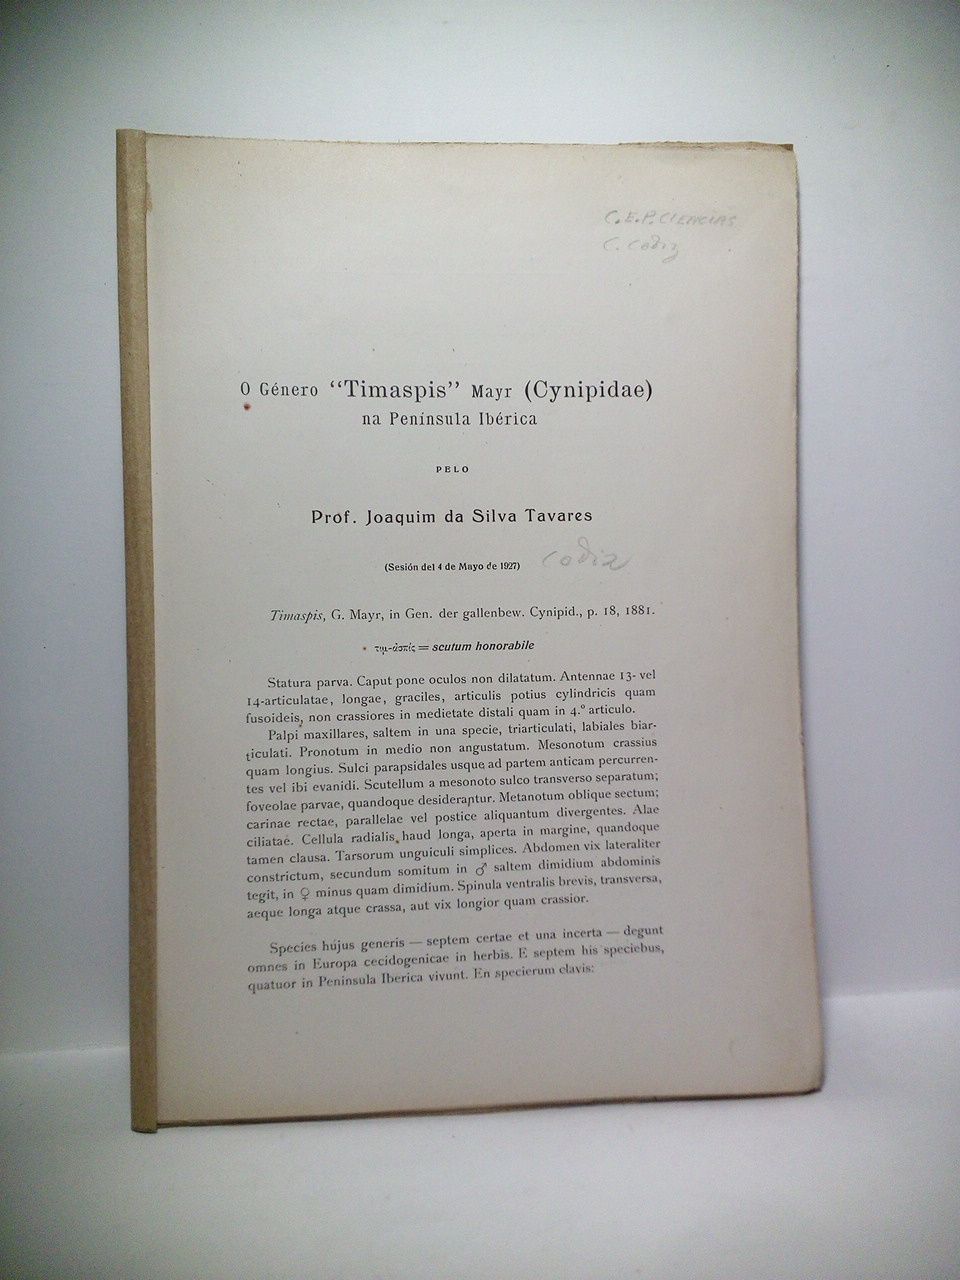 C.E.P. CIENCIAS
C. Codiz
O Género “Timaspis” Mayr (Cynipidae)
na Península Ibérica
PELO
Prof. Joaquim da Silva Tavares
(Sesión del 4 de Mayo de 1927)
Timaspis, G. Mayr, in Gen. der gallenbew. Cynipid., p. 18, 1881.
τιμ-ἀσπίς = scutum honorabile
Statura parva. Caput pone oculos non dilatatum. Antennae 13- vel
14-articulatae, longae, graciles, articulis potius cylindricis quam
fusoideis, non crassiores in medietate distali quam in 4.º articulo.
Palpi maxillares, saltem in una specie, triarticulati, labiales biar-
ticulati. Pronotum in medio non angustatum. Mesonotum crassius
quam longius. Sulci parapsidales usque ad partem anticam percurren-
tes vel ibi evanidi. Scutellum a mesonoto sulco transverso separatum;
foveolae parvae, quandoque desiderantur. Metanotum oblique sectum;
carinae rectae, parallelae vel postice aliquantum divergentes. Alae
ciliatae. Cellula radialis haud longa, aperta in margine, quandoque
tamen clausa. Tarsorum unguiculi simplices. Abdomen vix lateraliter
constrictum, secundum somitum in ♂ saltem dimidium abdominis
tegit, in ♀ minus quam dimidium. Spinula ventralis brevis, transversa,
aeque longa atque crassa, aut vix longior quam crassior.
Species hujus generis — septem certae et una incerta — degunt
omnes in Europa cecidogenicae in herbis. E septem his speciebus,
quatuor in Península Iberica vivunt. En specierum clavis: